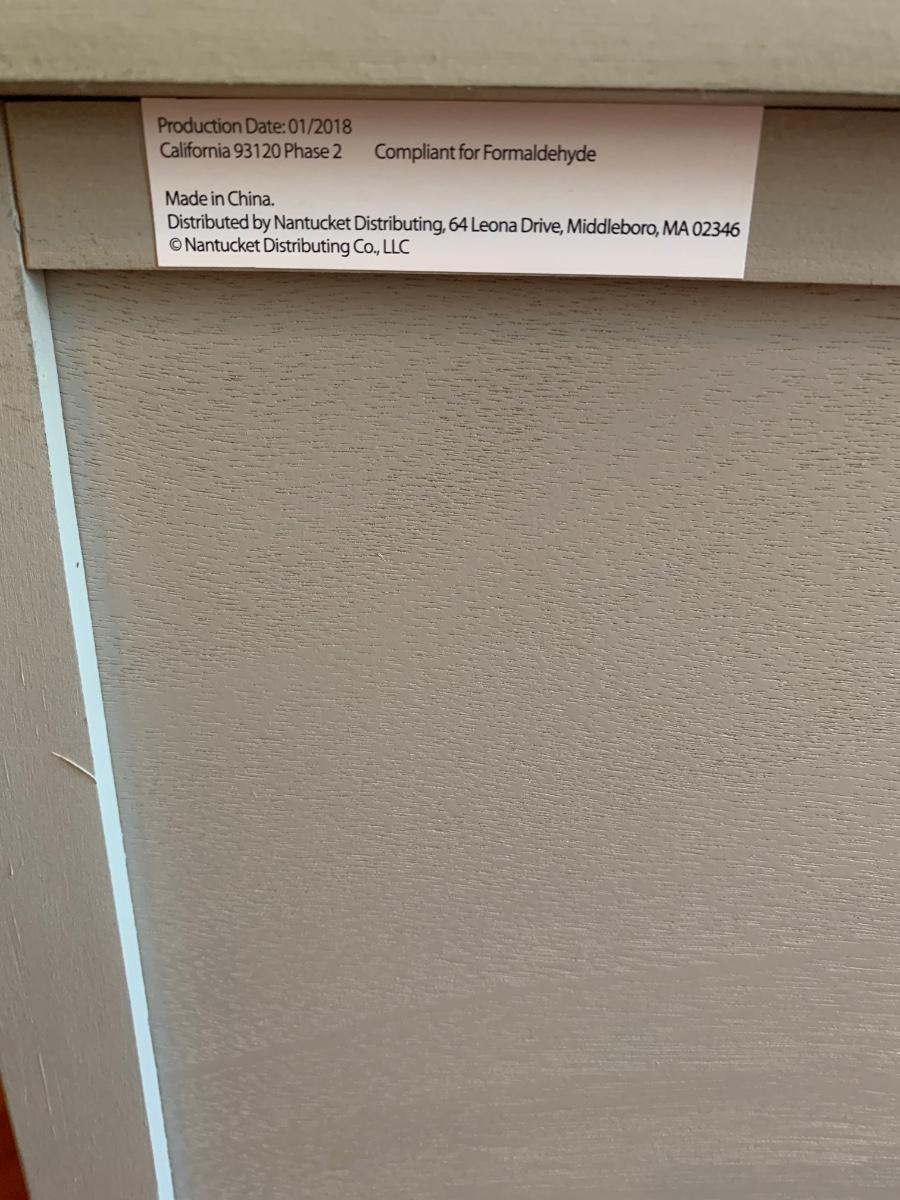 Production Date: 01/2018
California 93120 Phase 2 Compliant for Formaldehyde
Made in China.
Distributed by Nantucket Distributing, 64 Leona Drive, Middleboro, MA 02346
© Nantucket Distributing Co., LLC